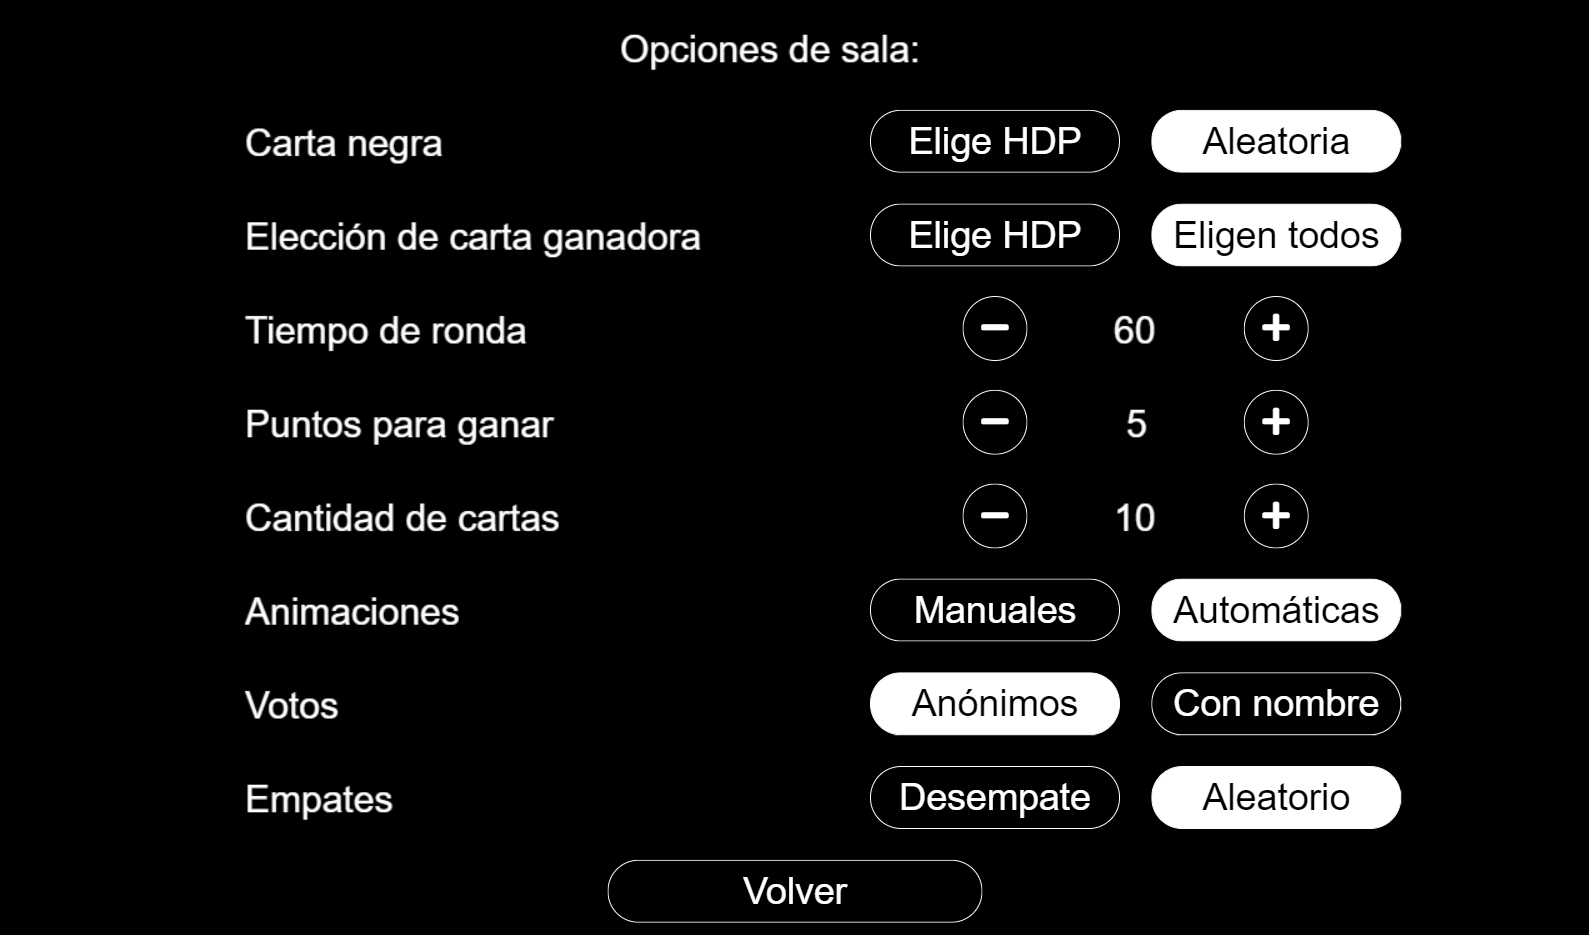 Opciones de sala:
Carta negra Elige HDP Aleatoria
Elección de carta ganadora Elige HDP Eligen todos
Tiempo de ronda − 60 +
Puntos para ganar − 5 +
Cantidad de cartas − 10 +
Animaciones Manuales Automáticas
Votos Anónimos Con nombre
Empates Desempate Aleatorio
Volver